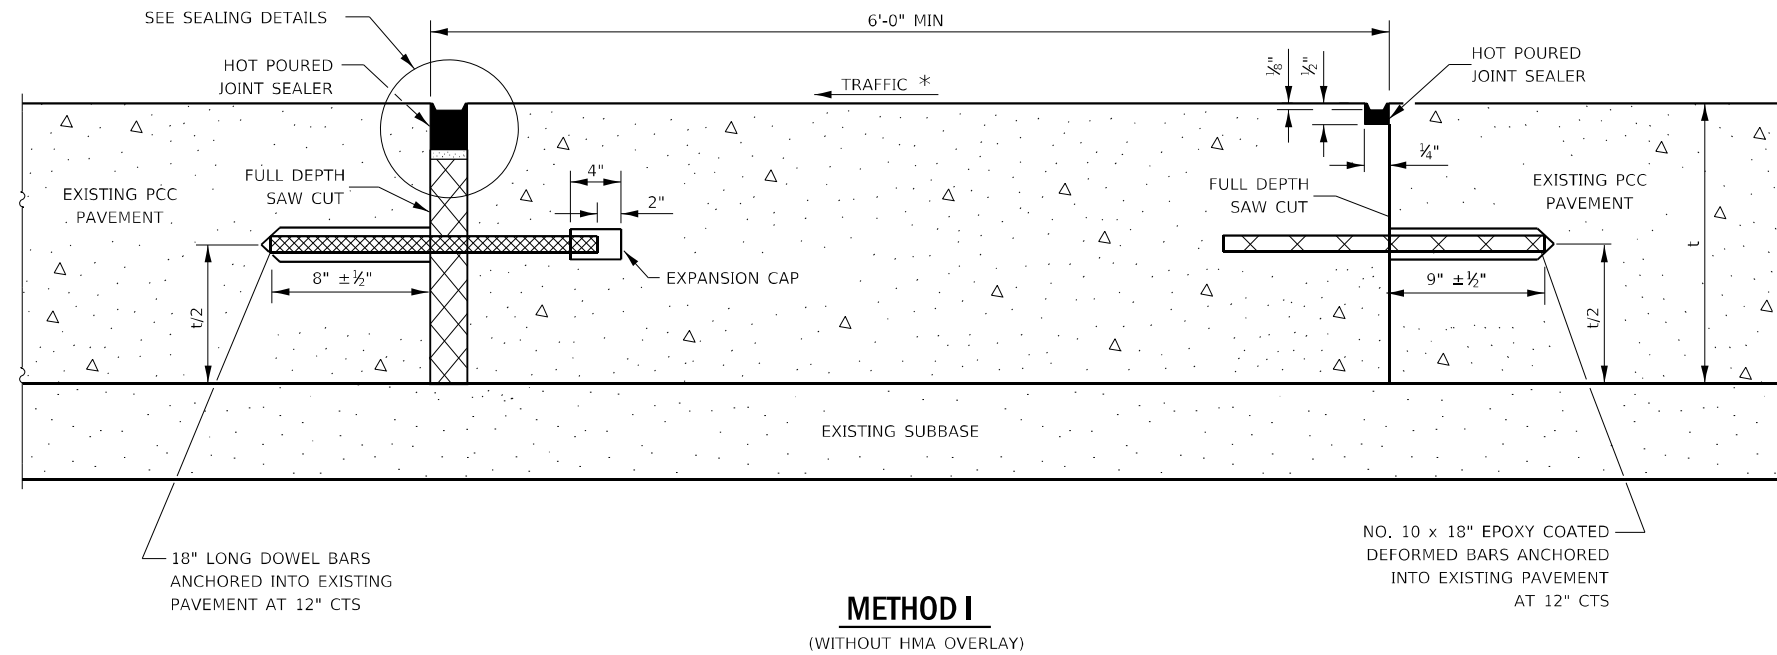 SEE SEALING DETAILS
6'-0" MIN
HOT POURED
JOINT SEALER
TRAFFIC *
⅛"
½"
HOT POURED
JOINT SEALER
¼"
4"
2"
FULL DEPTH
SAW CUT
EXISTING PCC
PAVEMENT
FULL DEPTH
SAW CUT
EXISTING PCC
PAVEMENT
t
EXPANSION CAP
8" ±½"
9" ±½"
t/2
t/2
EXISTING SUBBASE
18" LONG DOWEL BARS
ANCHORED INTO EXISTING
PAVEMENT AT 12" CTS
NO. 10 x 18" EPOXY COATED
DEFORMED BARS ANCHORED
INTO EXISTING PAVEMENT
AT 12" CTS
METHOD I
(WITHOUT HMA OVERLAY)